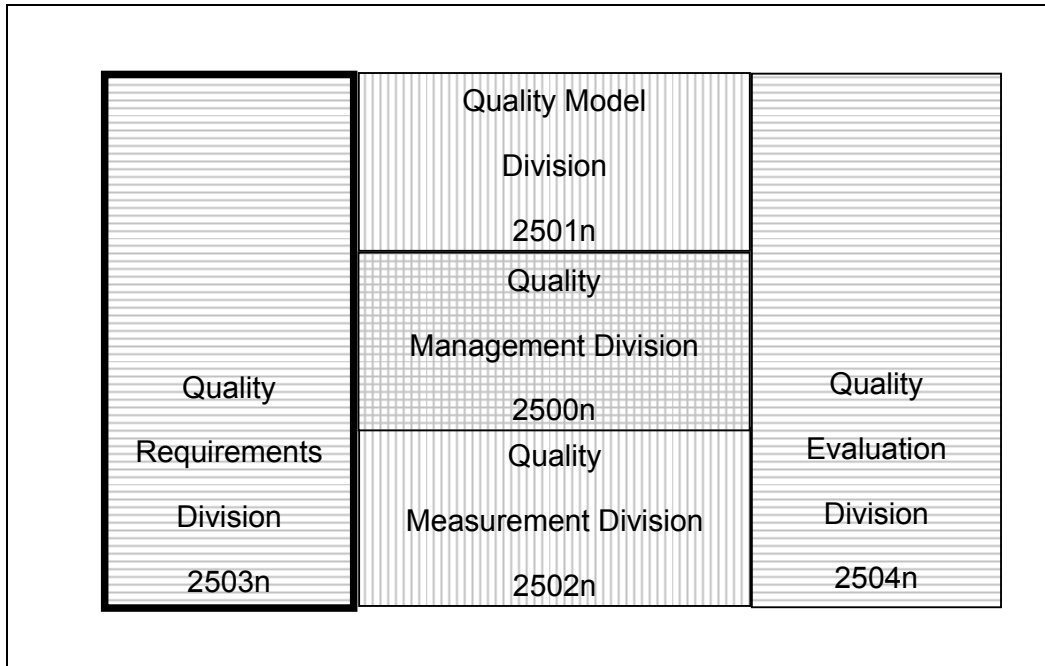 Quality
Requirements
Division
2503n
Quality Model
Division
2501n
Quality
Management Division
2500n
Quality
Measurement Division
2502n
Quality
Evaluation
Division
2504n